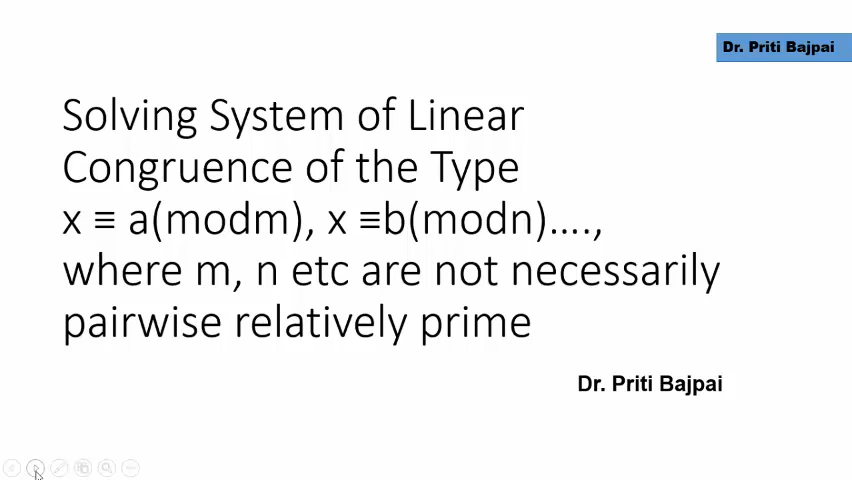 Dr. Priti Bajpai
Solving System of Linear
Congruence of the Type
x ≡ a(modm), x ≡b(modn)....,
where m, n etc are not necessarily
pairwise relatively prime
Dr. Priti Bajpai